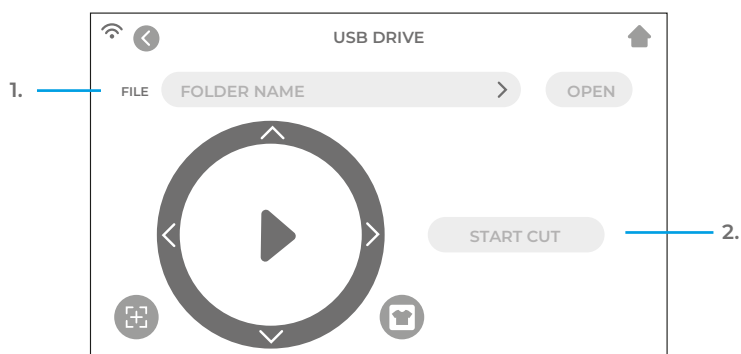 USB DRIVE
1. FILE FOLDER NAME OPEN
START CUT 2.